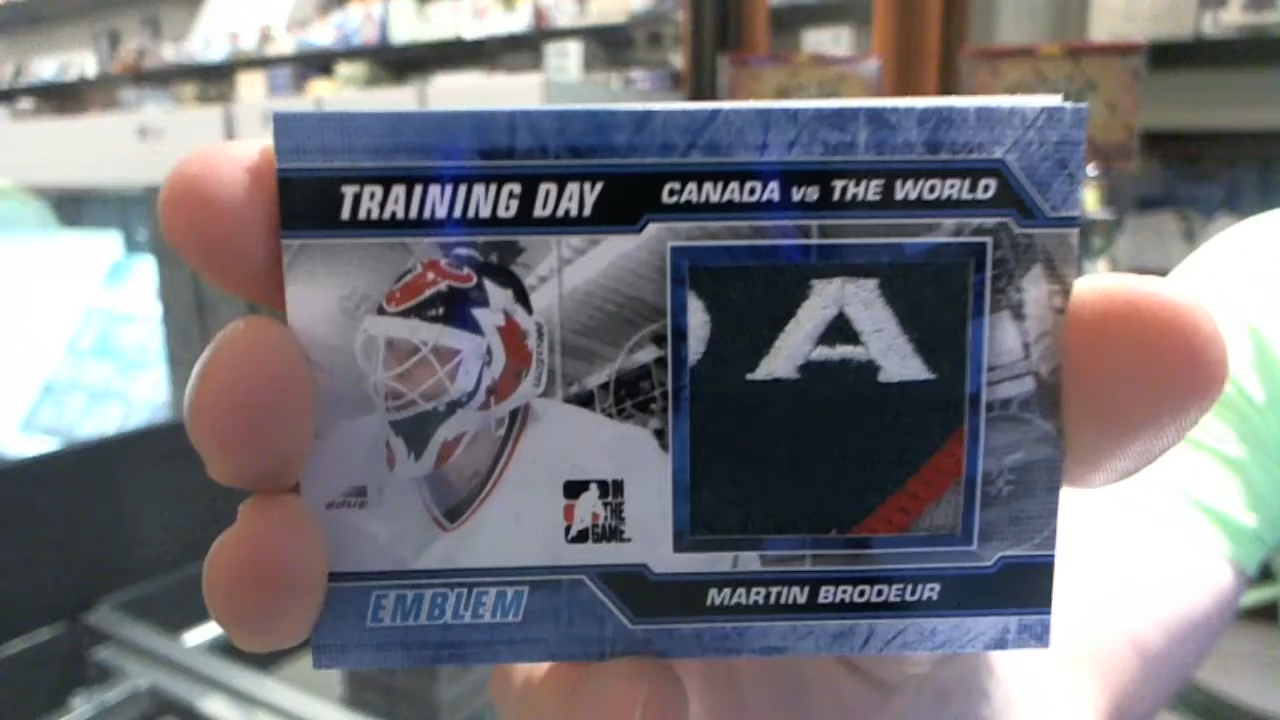 TRAINING DAY CANADA vs THE WORLD
A
IN
THE
GAME
EMBLEM
MARTIN BRODEUR